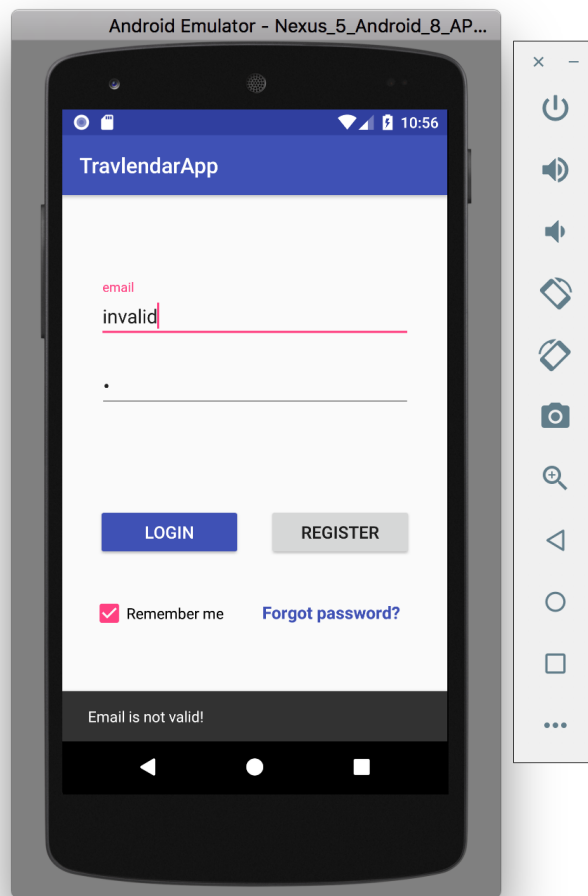 Android Emulator - Nexus_5_Android_8_AP...
10:56
TravlendarApp
email
invalid
LOGIN
REGISTER
Remember me
Forgot password?
Email is not valid!